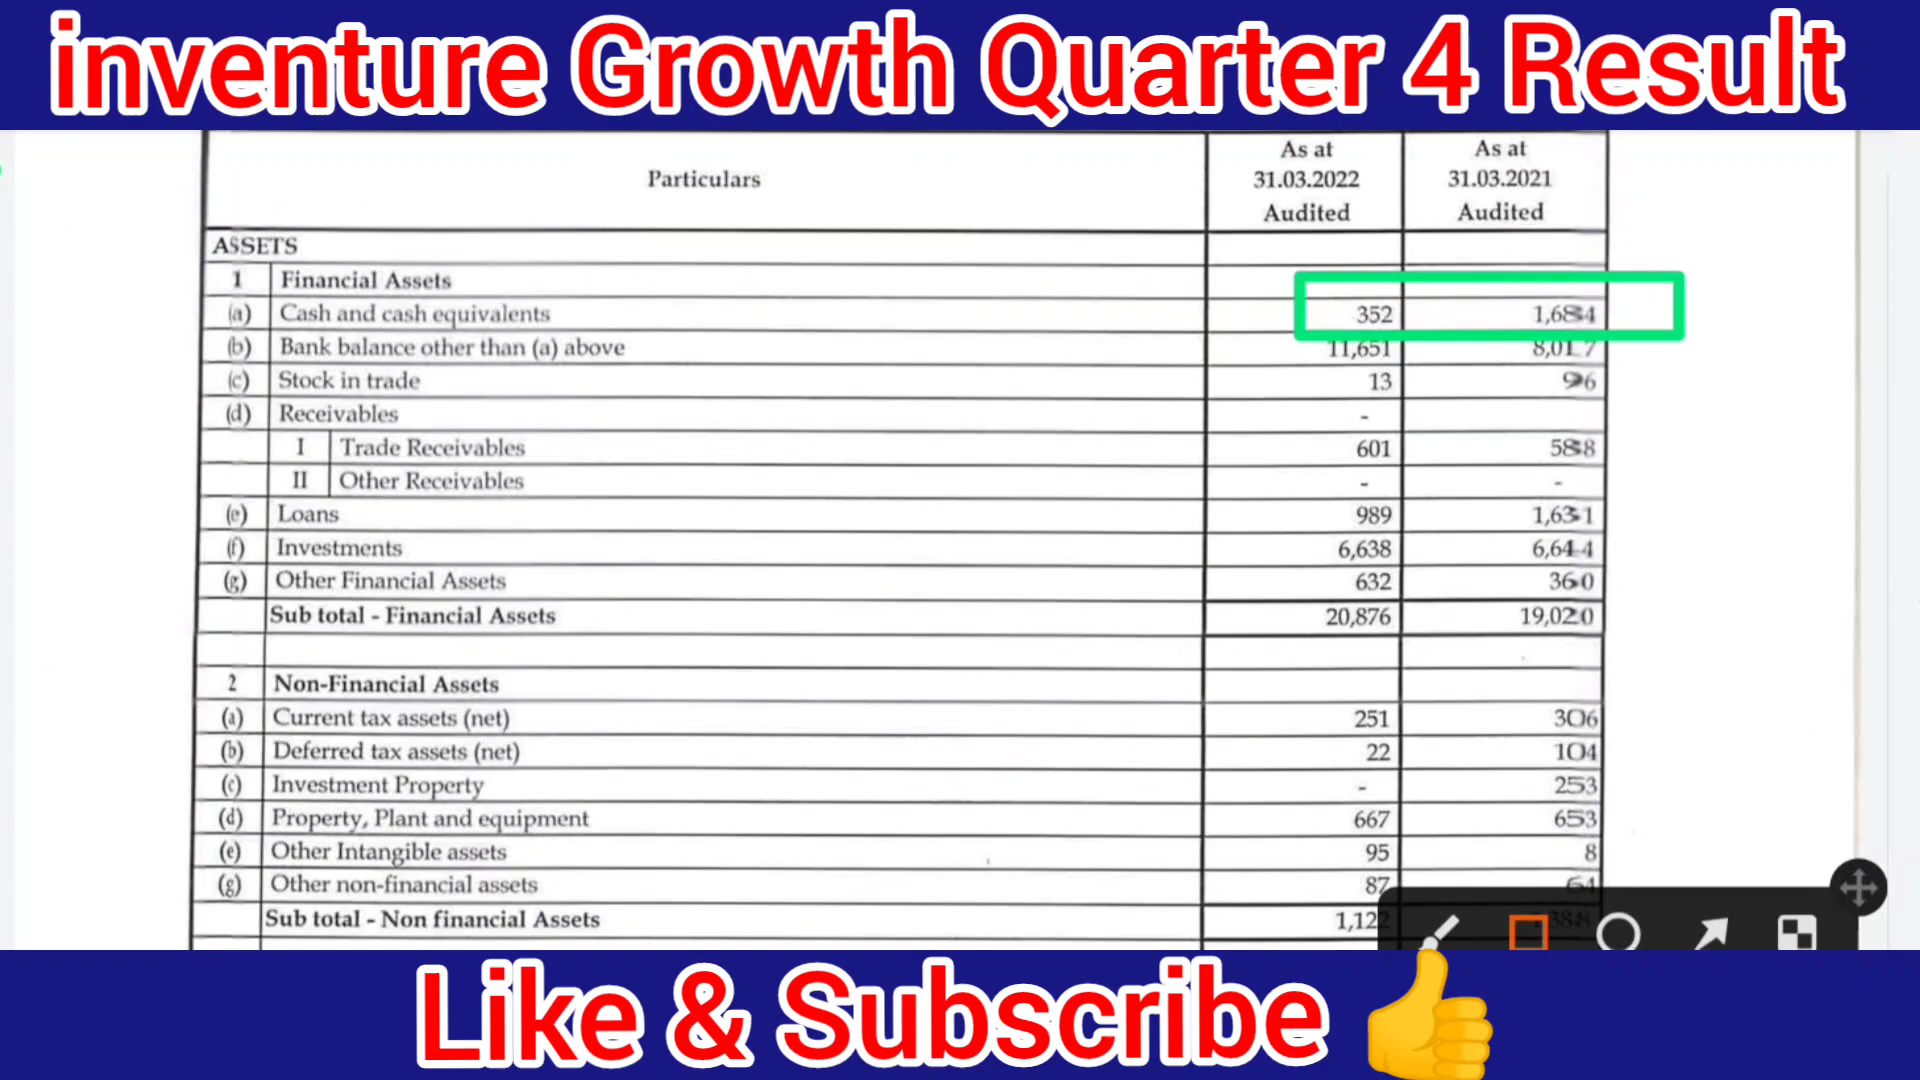 inventure Growth Quarter 4 Result
Particulars As at 31.03.2022 Audited As at 31.03.2021 Audited
ASSETS
1 Financial Assets
(a) Cash and cash equivalents 352 1,684
(b) Bank balance other than (a) above 11,651 8,017
(c) Stock in trade 13 96
(d) Receivables -
I Trade Receivables 601 588
II Other Receivables - -
(e) Loans 989 1,631
(f) Investments 6,638 6,644
(g) Other Financial Assets 632 360
Sub total - Financial Assets 20,876 19,020
2 Non-Financial Assets
(a) Current tax assets (net) 251 306
(b) Deferred tax assets (net) 22 104
(c) Investment Property - 253
(d) Property, Plant and equipment 667 653
(e) Other Intangible assets 95 8
(g) Other non-financial assets 87 64
Sub total - Non financial Assets 1,122
Like & Subscribe